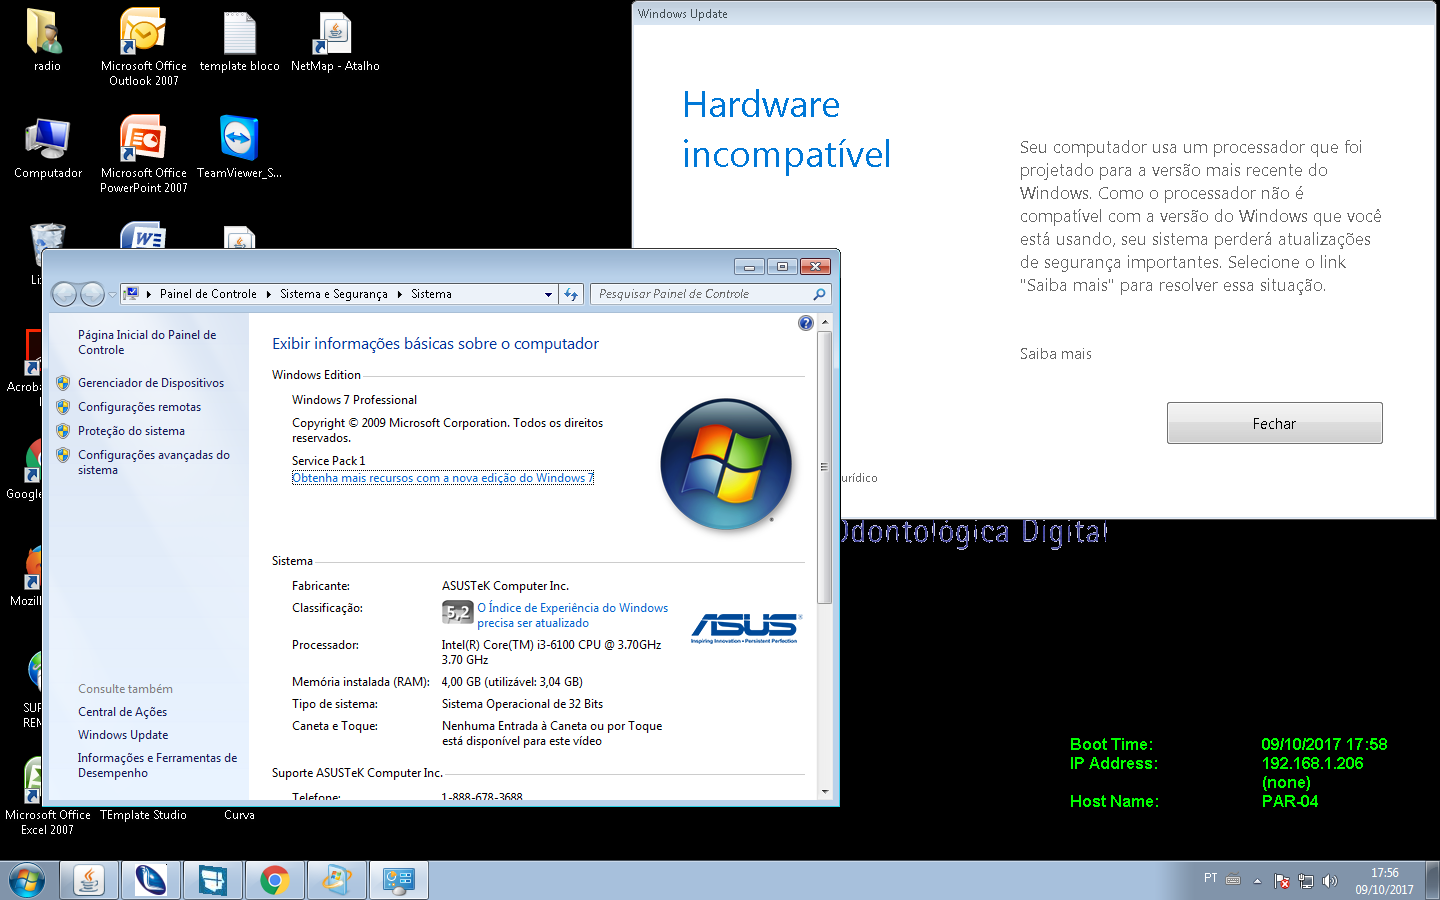 radio
Microsoft Office
Outlook 2007
template bloco
NetMap - Atalho
Computador
Microsoft Office
PowerPoint 2007
TeamViewer_S...
Windows Update
Hardware
incompatível
Seu computador usa um processador que foi
projetado para a versão mais recente do
Windows. Como o processador não é
compatível com a versão do Windows que você
está usando, seu sistema perderá atualizações
de segurança importantes. Selecione o link
"Saiba mais" para resolver essa situação.
Saiba mais
Fechar
urídico
Odontológica Digital
Li
Acroba
Google
Mozil
SUP
REM
Microsoft Office
Excel 2007
TEmplate Studio
Curva
Painel de Controle
Sistema e Segurança
Sistema
Pesquisar Painel de Controle
Página Inicial do Painel de
Controle
Gerenciador de Dispositivos
Configurações remotas
Proteção do sistema
Configurações avançadas do
sistema
Consulte também
Central de Ações
Windows Update
Informações e Ferramentas de
Desempenho
Exibir informações básicas sobre o computador
Windows Edition
Windows 7 Professional
Copyright © 2009 Microsoft Corporation. Todos os direitos
reservados.
Service Pack 1
Obtenha mais recursos com a nova edição do Windows 7
Sistema
Fabricante: ASUSTeK Computer Inc.
Classificação: 5,2 O Índice de Experiência do Windows
precisa ser atualizado
Processador: Intel(R) Core(TM) i3-6100 CPU @ 3.70GHz
3.70 GHz
Memória instalada (RAM): 4,00 GB (utilizável: 3,04 GB)
Tipo de sistema: Sistema Operacional de 32 Bits
Caneta e Toque: Nenhuma Entrada à Caneta ou por Toque
está disponível para este vídeo
ASUS
Inspiring Innovation • Persistent Perfection
Suporte ASUSTeK Computer Inc.
Telefone: 1-888-678-3688
Boot Time: 09/10/2017 17:58
IP Address: 192.168.1.206
(none)
Host Name: PAR-04
PT
17:56
09/10/2017